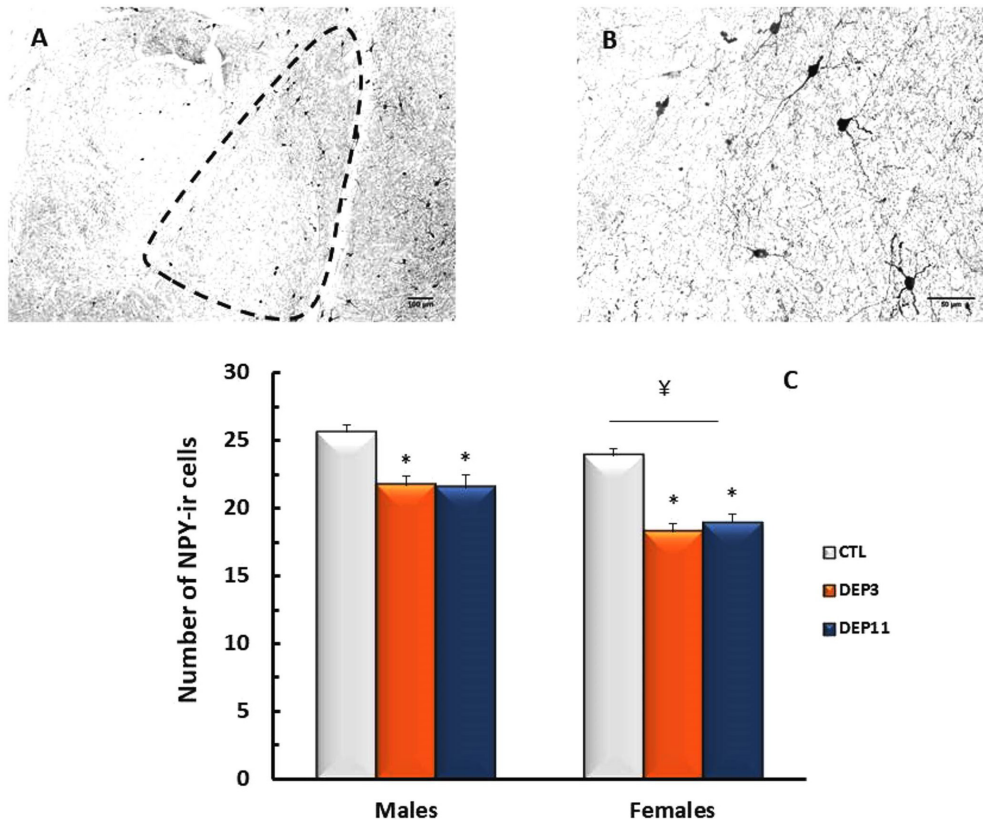 A
100 µm
B
50 µm
C
30
25
20
15
10
5
0
Number of NPY-ir cells
* *
¥
* *
CTL
DEP3
DEP11
Males Females